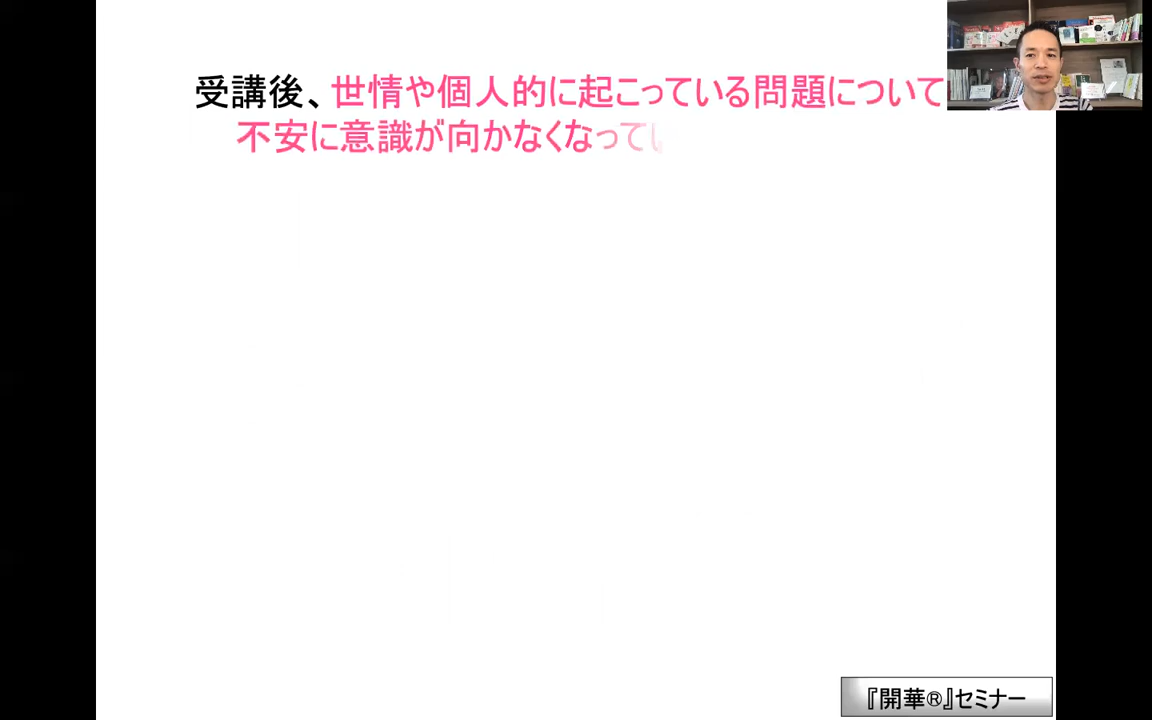 受講後、世情や個人的に起こっている問題について
不安に意識が向かなくなって
『開華®』セミナー